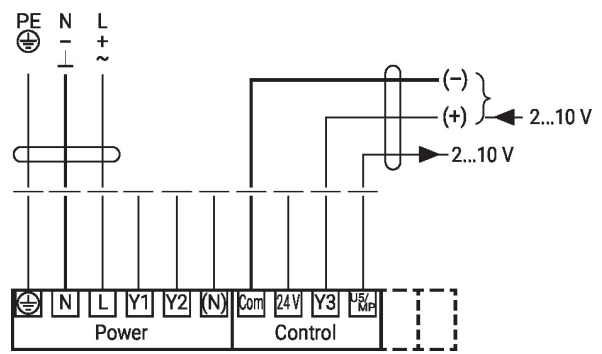 PE N L
– +
⊥ ~
(–)
(+) 2...10 V
2...10 V
N L Y1 Y2 (N) Com 24V Y3 U5/MP
Power Control